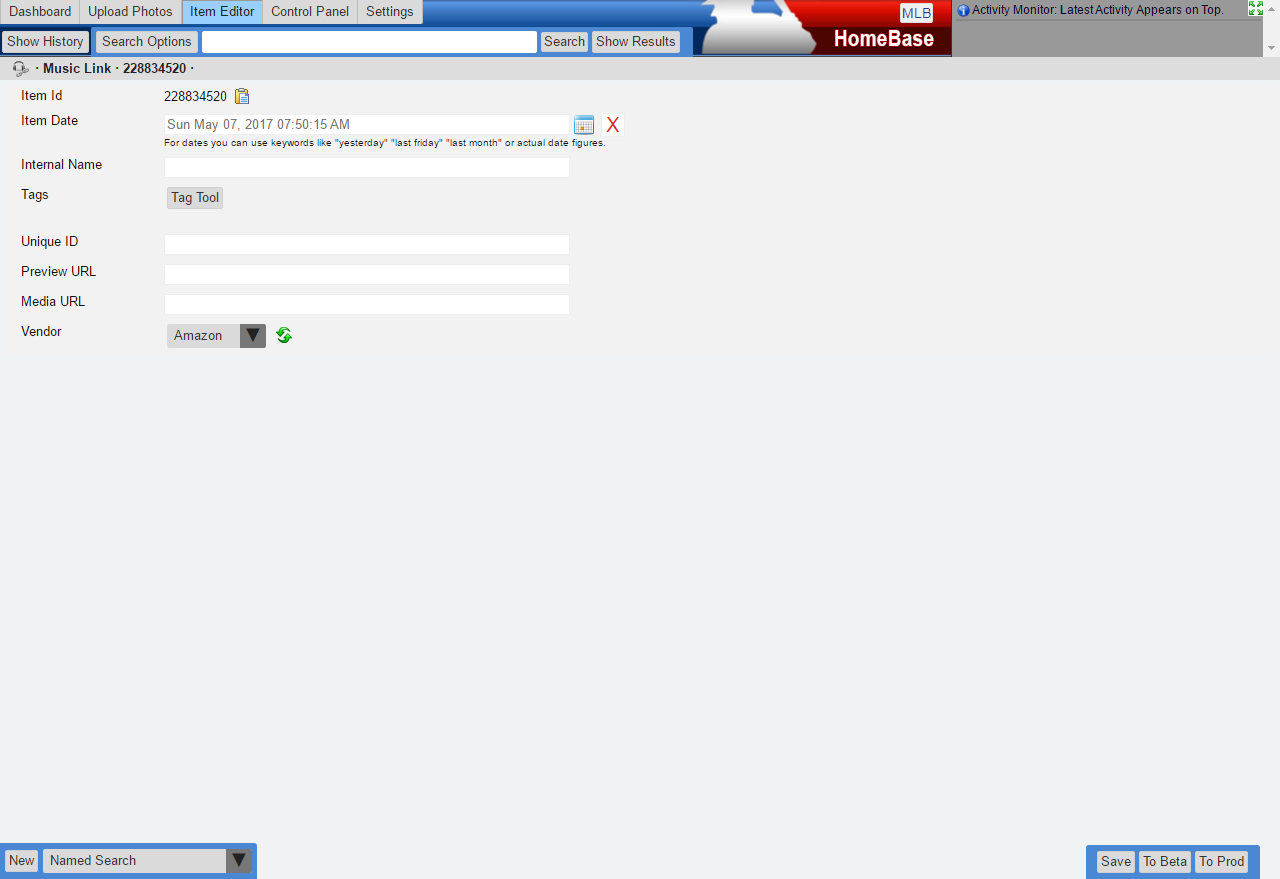 Dashboard Upload Photos Item Editor Control Panel Settings
MLB
Activity Monitor: Latest Activity Appears on Top.
Show History Search Options Search Show Results
HomeBase
· Music Link · 228834520 ·
Item Id 228834520
Item Date Sun May 07, 2017 07:50:15 AM X
For dates you can use keywords like "yesterday" "last friday" "last month" or actual date figures.
Internal Name
Tags Tag Tool
Unique ID
Preview URL
Media URL
Vendor Amazon
New Named Search
Save To Beta To Prod